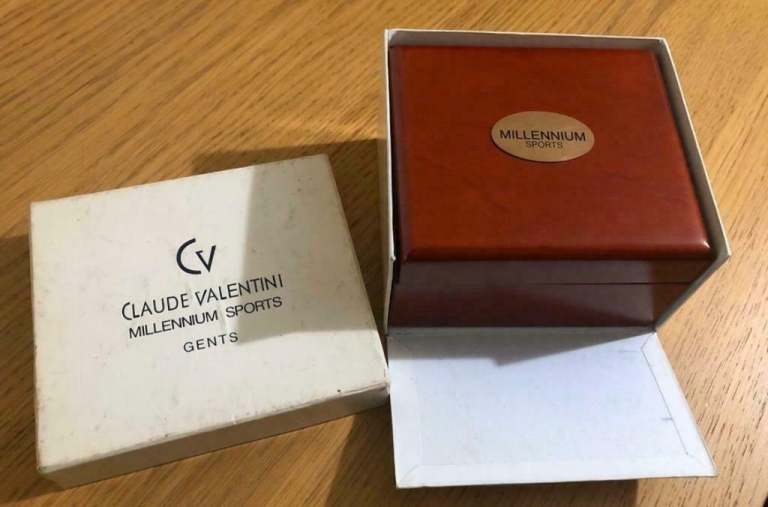 CV
CLAUDE VALENTINI
MILLENNIUM SPORTS
GENTS
MILLENNIUM
SPORTS